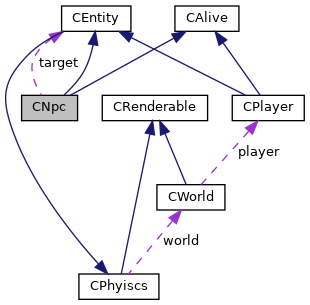 CEntity
CAlive
target
CNpc
CRenderable
CPlayer
player
CWorld
world
CPhyiscs